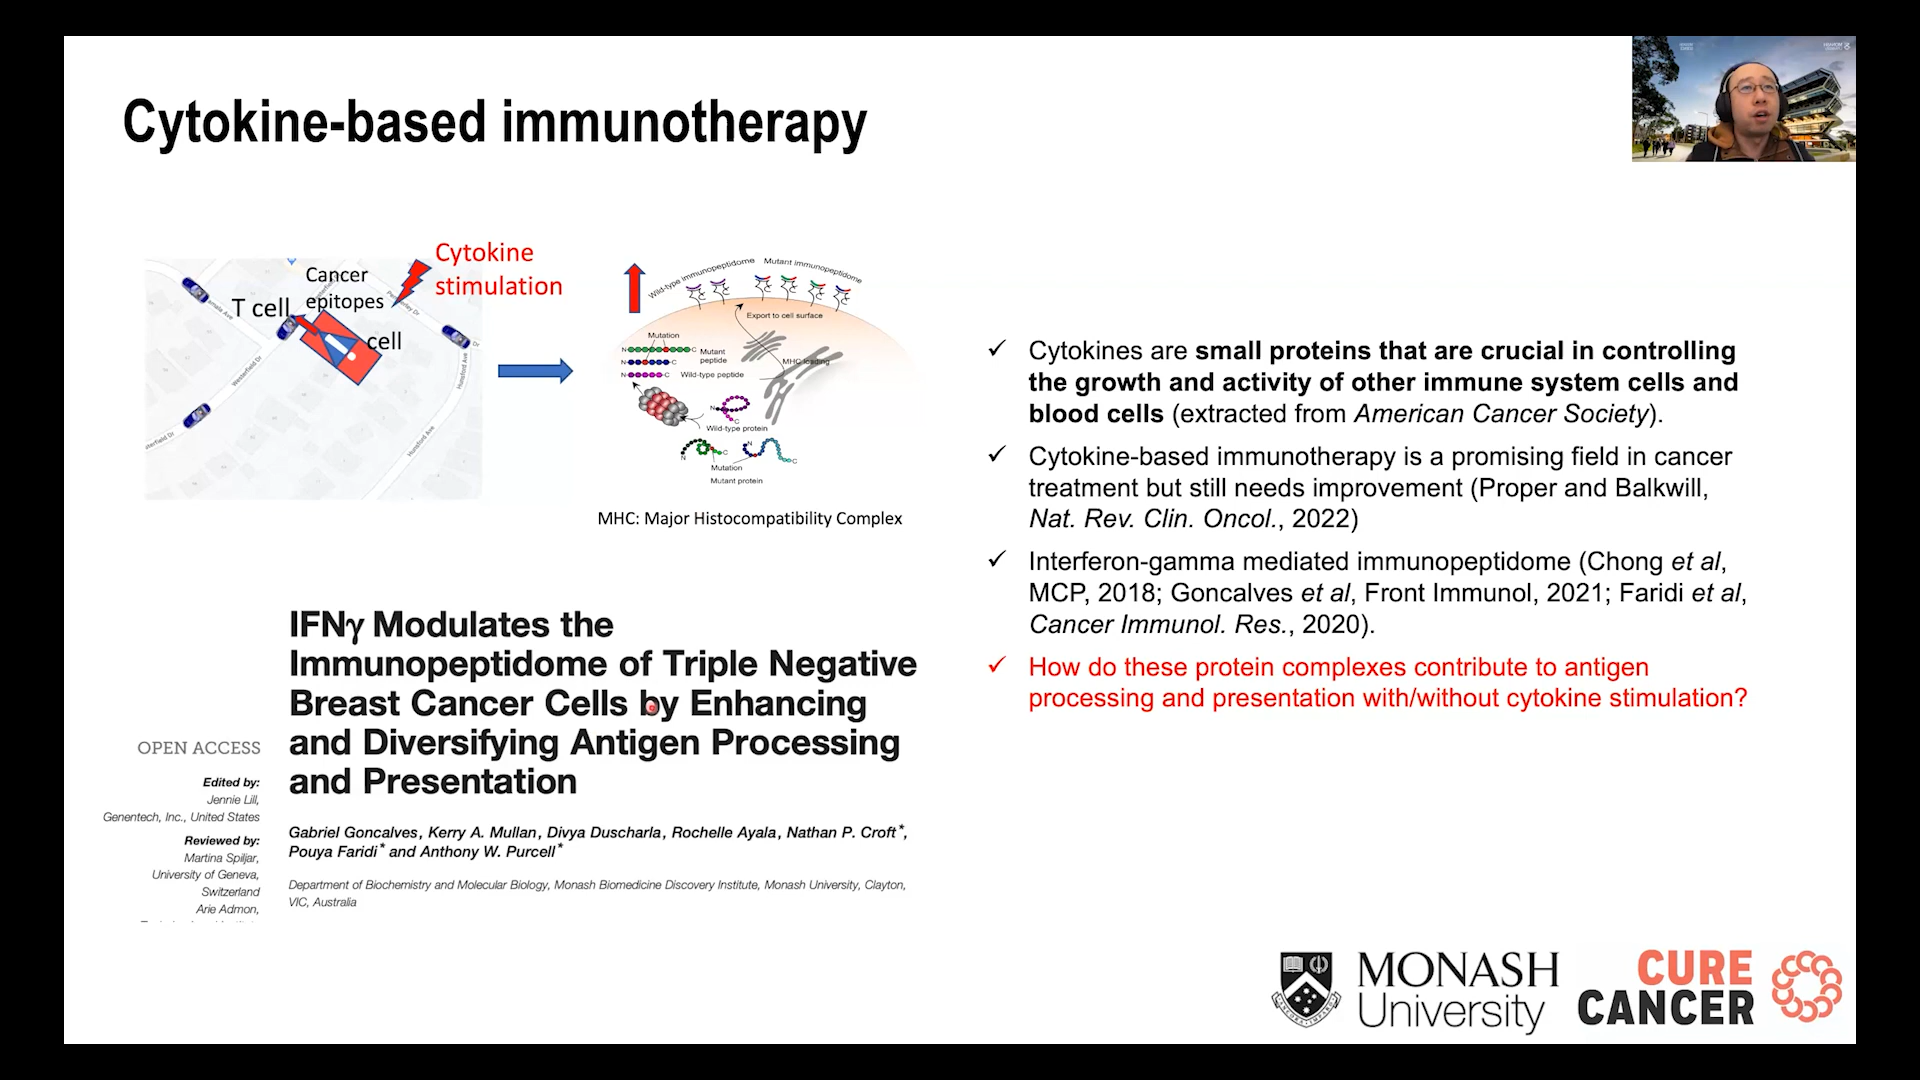 Cytokine-based immunotherapy
Cytokine
stimulation
Cancer
epitopes
T cell
cell
Westerfield Dr
Hunsford Ave
Wild-type immunopeptidome
Mutant immunopeptidome
Export to cell surface
Mutation
N C
Mutant
peptide
N C
MHC loading
N C
Wild-type peptide
N
C
Wild-type protein
N C
N C
Mutation
Mutant protein
MHC: Major Histocompatibility Complex
IFNγ Modulates the
Immunopeptidome of Triple Negative
Breast Cancer Cells by Enhancing
and Diversifying Antigen Processing
and Presentation
OPEN ACCESS
Edited by:
Jennie Lill,
Genentech, Inc., United States
Reviewed by:
Martina Spiljar,
University of Geneva,
Switzerland
Arie Admon,
Gabriel Goncalves, Kerry A. Mullan, Divya Duscharla, Rochelle Ayala, Nathan P. Croft*,
Pouya Faridi* and Anthony W. Purcell*
Department of Biochemistry and Molecular Biology, Monash Biomedicine Discovery Institute, Monash University, Clayton,
VIC, Australia
✓ Cytokines are small proteins that are crucial in controlling
the growth and activity of other immune system cells and
blood cells (extracted from American Cancer Society).
✓ Cytokine-based immunotherapy is a promising field in cancer
treatment but still needs improvement (Proper and Balkwill,
Nat. Rev. Clin. Oncol., 2022)
✓ Interferon-gamma mediated immunopeptidome (Chong et al,
MCP, 2018; Goncalves et al, Front Immunol, 2021; Faridi et al,
Cancer Immunol. Res., 2020).
✓ How do these protein complexes contribute to antigen
processing and presentation with/without cytokine stimulation?
MONASH
University
CURE
CANCER